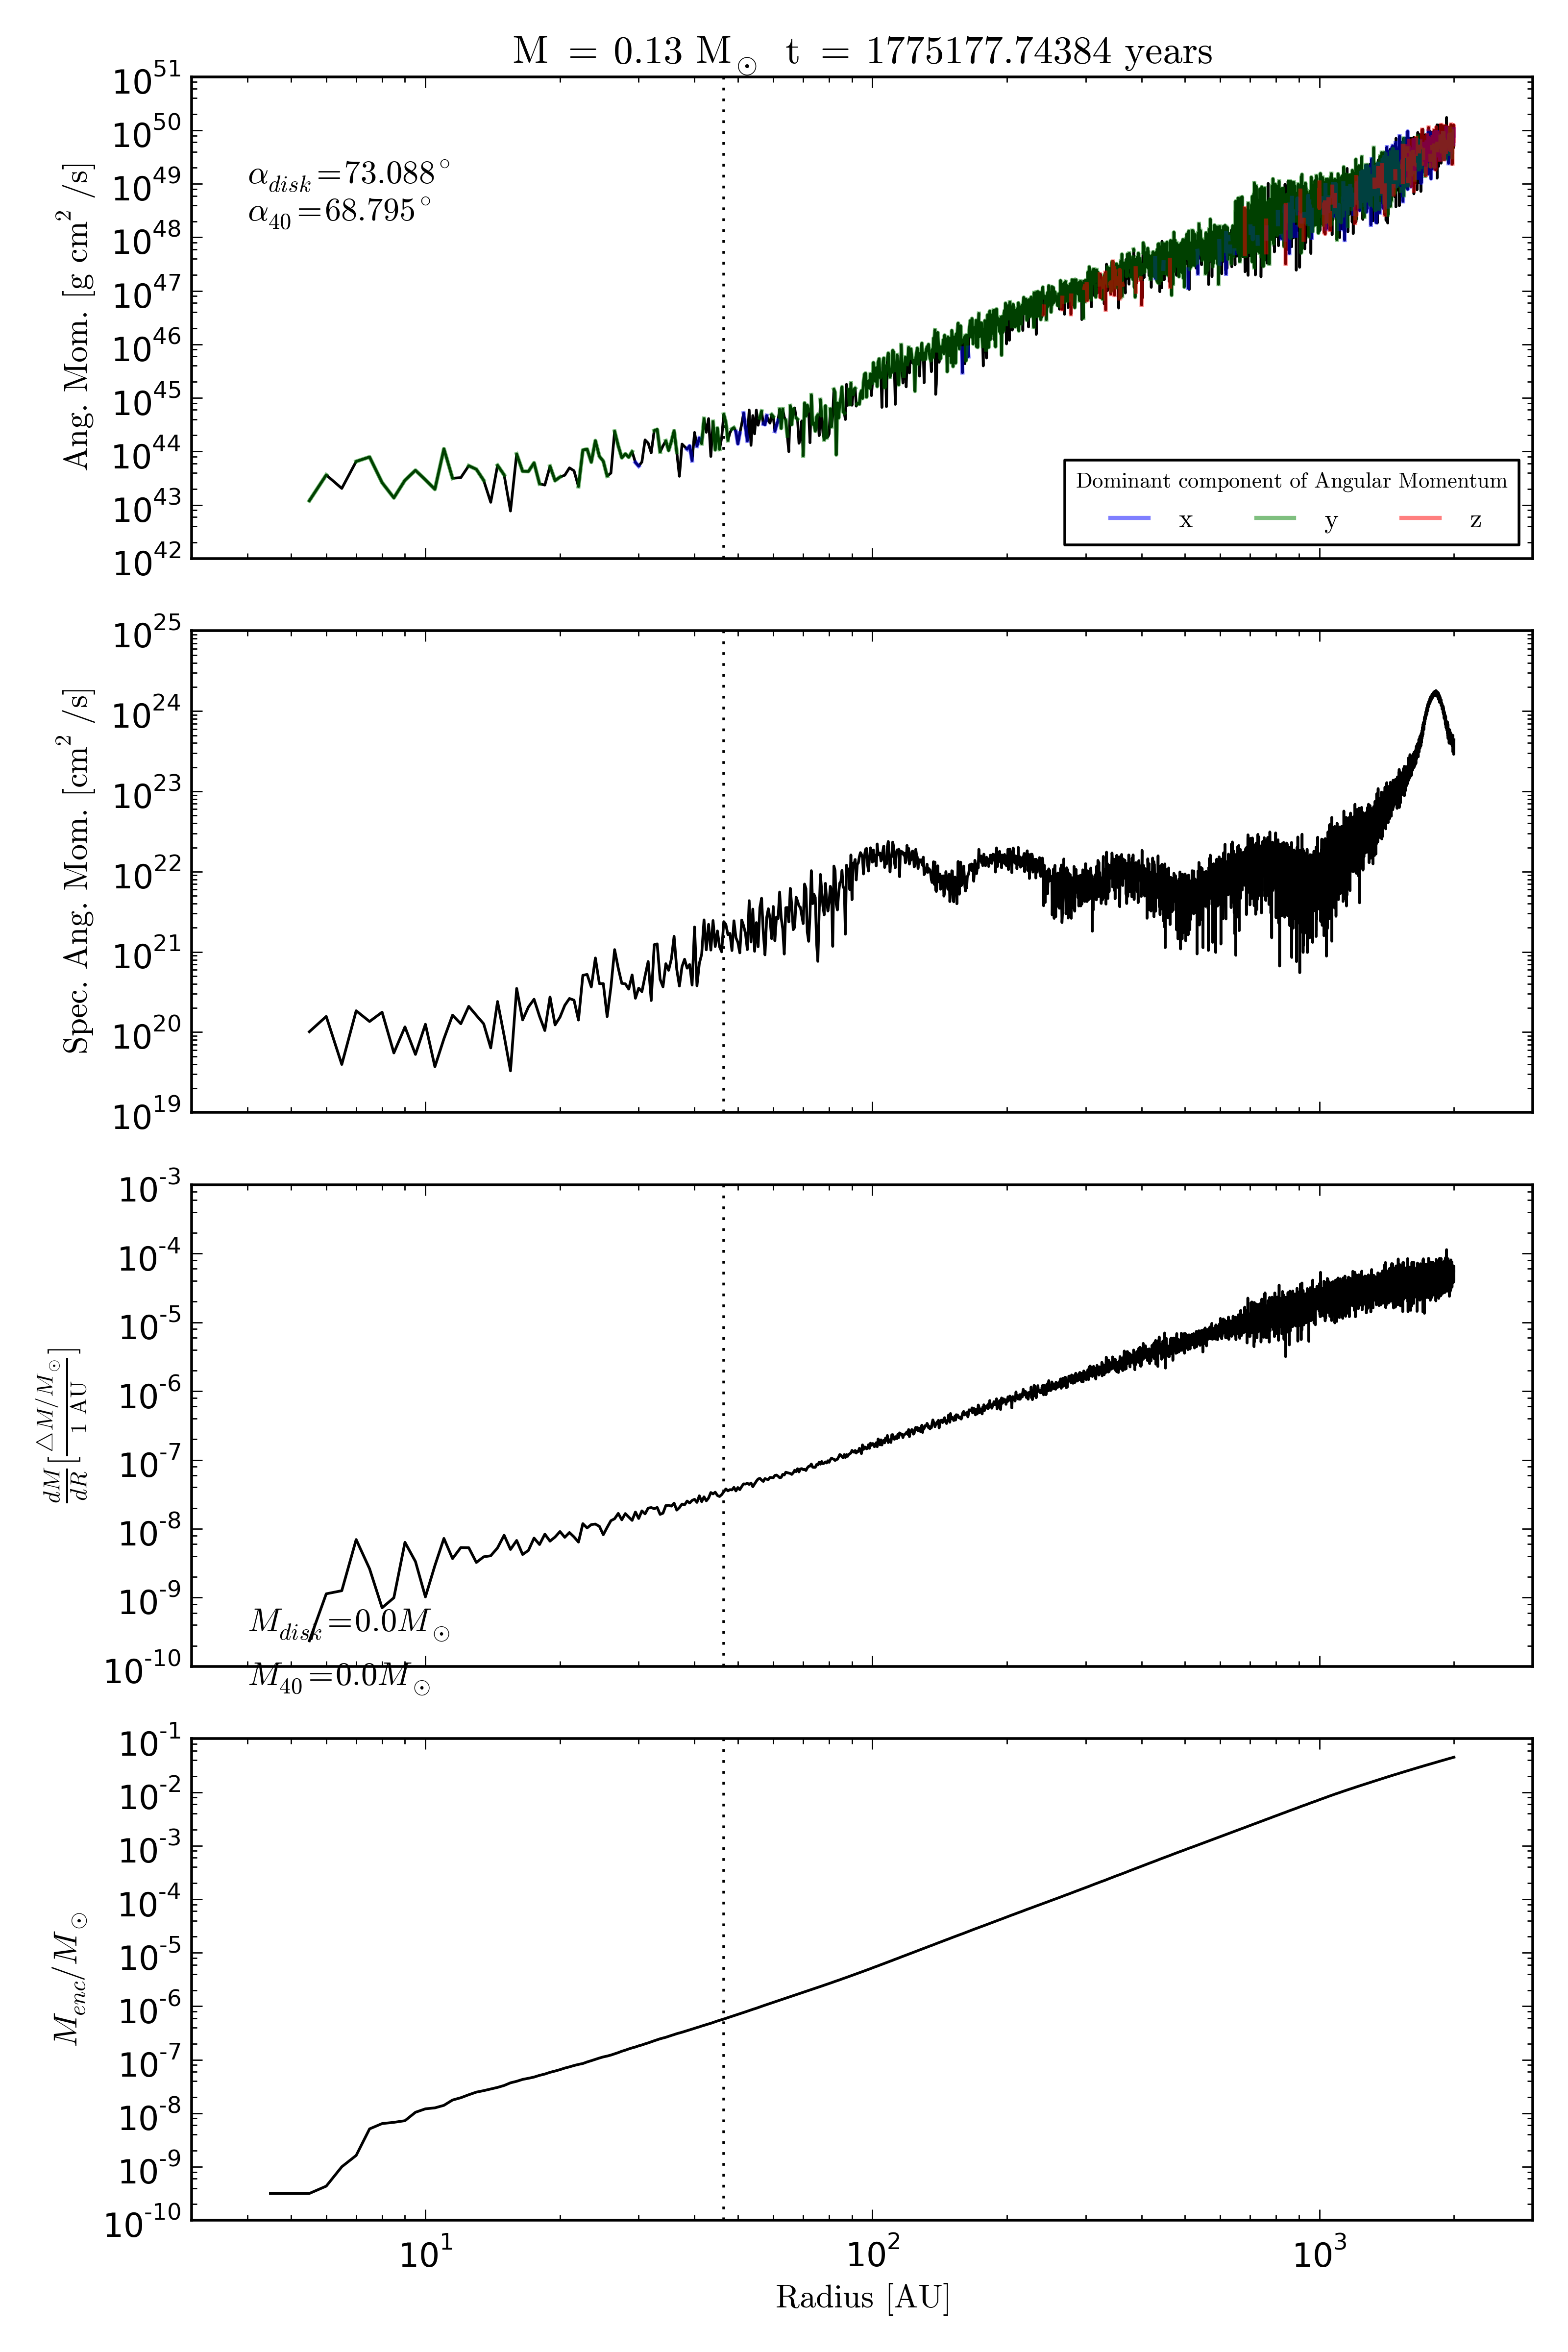 M = 0.13 M⊙ t = 1775177.74384 years
10^51
10^50
10^49
10^48
10^47
10^46
10^45
10^44
10^43
10^42
Ang. Mom. [g cm^2 /s]
α_disk = 73.088°
α_40 = 68.795°
Dominant component of Angular Momentum
x y z
10^25
10^24
10^23
10^22
10^21
10^20
10^19
Spec. Ang. Mom. [cm^2 /s]
10^-3
10^-4
10^-5
10^-6
10^-7
10^-8
10^-9
10^-10
dM/dR [△M/M⊙ / 1 AU]
M_disk = 0.0M⊙
M_40 = 0.0M⊙
10^-1
10^-2
10^-3
10^-4
10^-5
10^-6
10^-7
10^-8
10^-9
10^-10
M_enc/M⊙
10^1 10^2 10^3
Radius [AU]